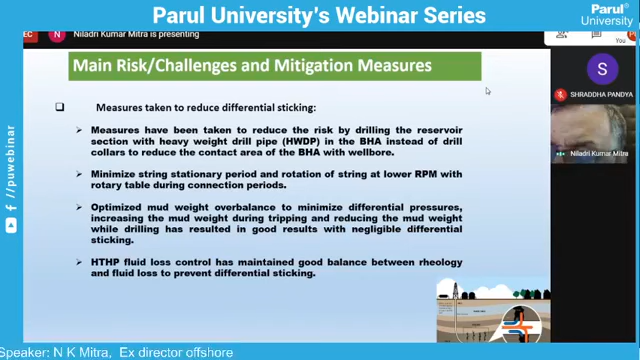 Parul University's Webinar Series
Parul®
University
EC
N
Niladri Kumar Mitra is presenting
You
Main Risk/Challenges and Mitigation Measures
Measures taken to reduce differential sticking:
Measures have been taken to reduce the risk by drilling the reservoir
section with heavy weight drill pipe (HWDP) in the BHA instead of drill
collars to reduce the contact area of the BHA with wellbore.
Minimize string stationary period and rotation of string at lower RPM with
rotary table during connection periods.
Optimized mud weight overbalance to minimize differential pressures,
increasing the mud weight during tripping and reducing the mud weight
while drilling has resulted in good results with negligible differential
sticking.
HTHP fluid loss control has maintained good balance between rheology
and fluid loss to prevent differential sticking.
S
SHRADDHA PANDYA
Niladri Kumar Mitra
/puwebinar
Speaker: N K Mitra, Ex director offshore